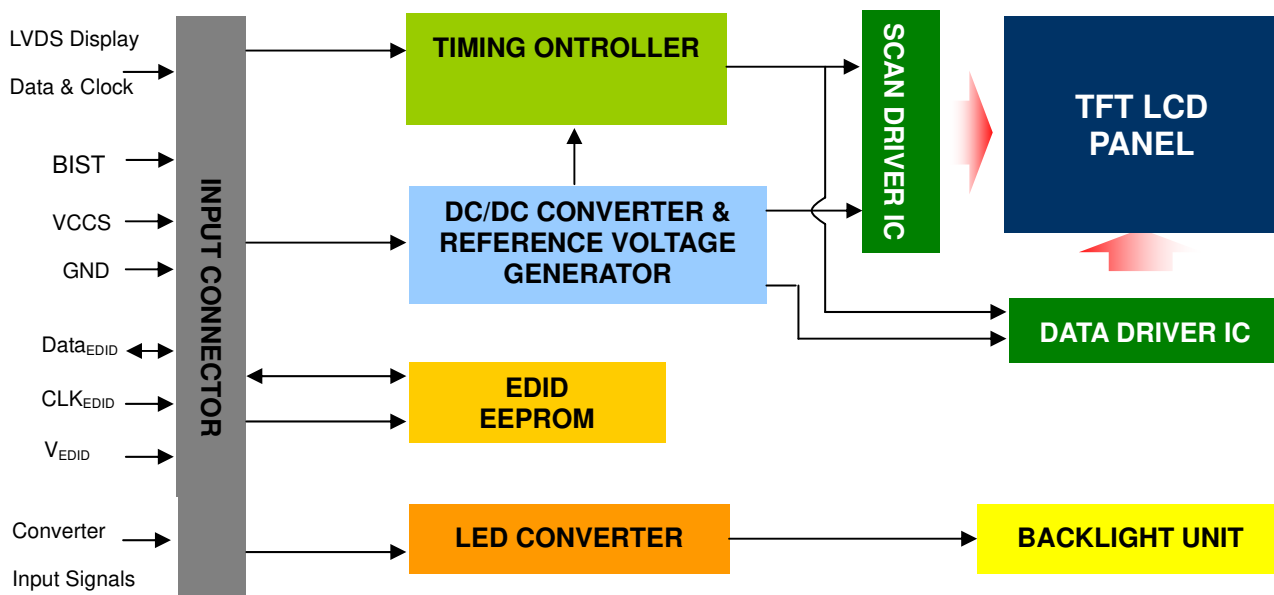 LVDS Display
Data & Clock
BIST
VCCS
GND
DataEDID
CLKEDID
VEDID
Converter
Input Signals
INPUT CONNECTOR
TIMING ONTROLLER
DC/DC CONVERTER &
REFERENCE VOLTAGE
GENERATOR
EDID
EEPROM
LED CONVERTER
SCAN DRIVER IC
TFT LCD
PANEL
DATA DRIVER IC
BACKLIGHT UNIT